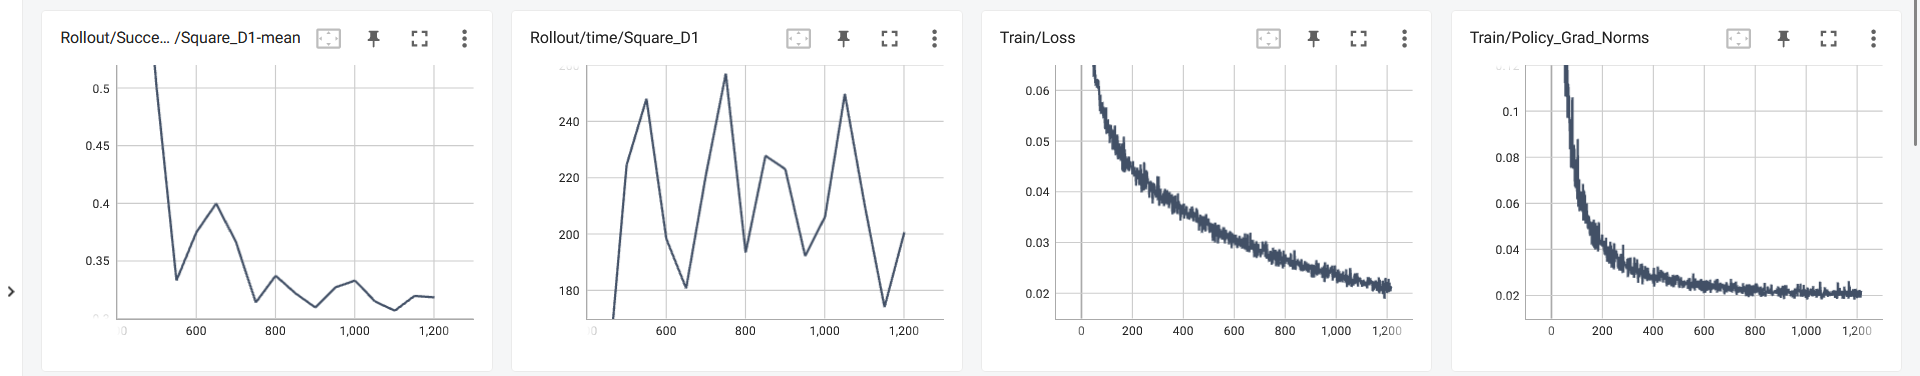 Rollout/Succe... /Square_D1-mean
0.5
0.45
0.4
0.35
600 800 1,000 1,200
Rollout/time/Square_D1
240
220
200
180
600 800 1,000 1,200
Train/Loss
0.06
0.05
0.04
0.03
0.02
0 200 400 600 800 1,000 1,200
Train/Policy_Grad_Norms
0.12
0.1
0.08
0.06
0.04
0.02
0 200 400 600 800 1,000 1,200